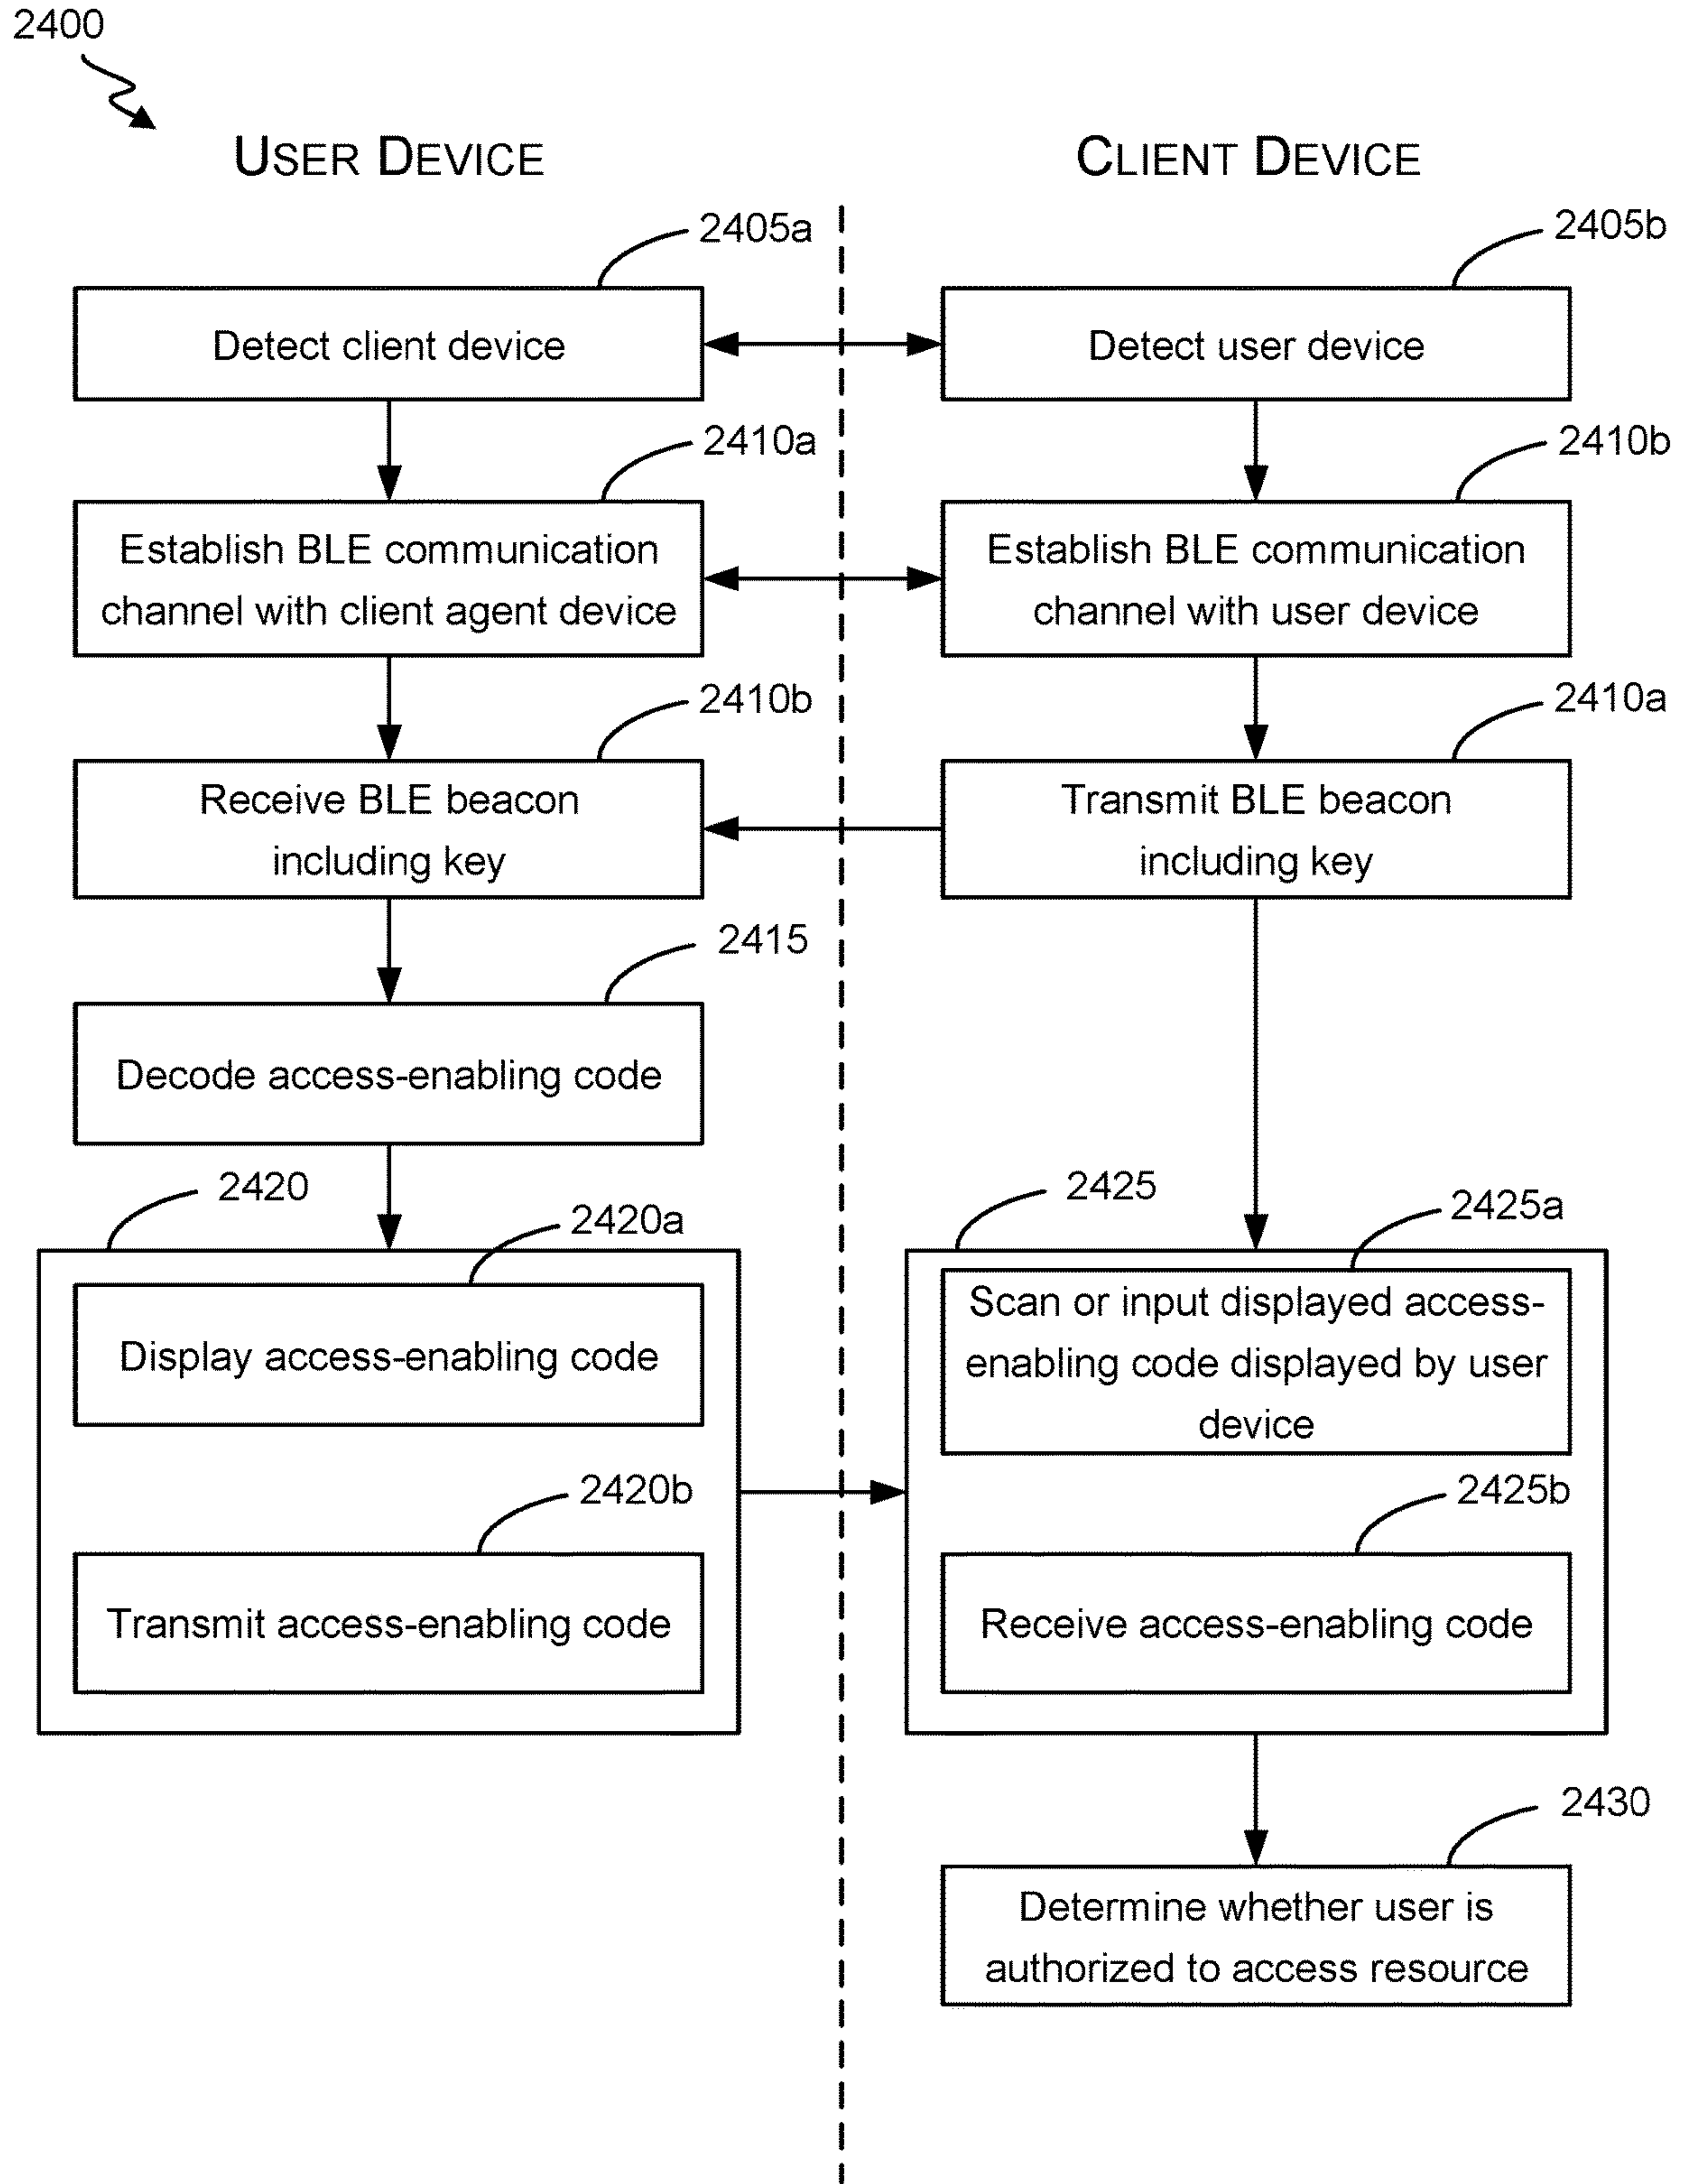 2400
USER DEVICE
CLIENT DEVICE
2405a
2405b
Detect client device
Detect user device
2410a
2410b
Establish BLE communication
channel with client agent device
Establish BLE communication
channel with user device
2410b
2410a
Receive BLE beacon
including key
Transmit BLE beacon
including key
2415
Decode access-enabling code
2420
2420a
2425
2425a
Display access-enabling code
Scan or input displayed access-
enabling code displayed by user
device
2420b
2425b
Transmit access-enabling code
Receive access-enabling code
2430
Determine whether user is
authorized to access resource